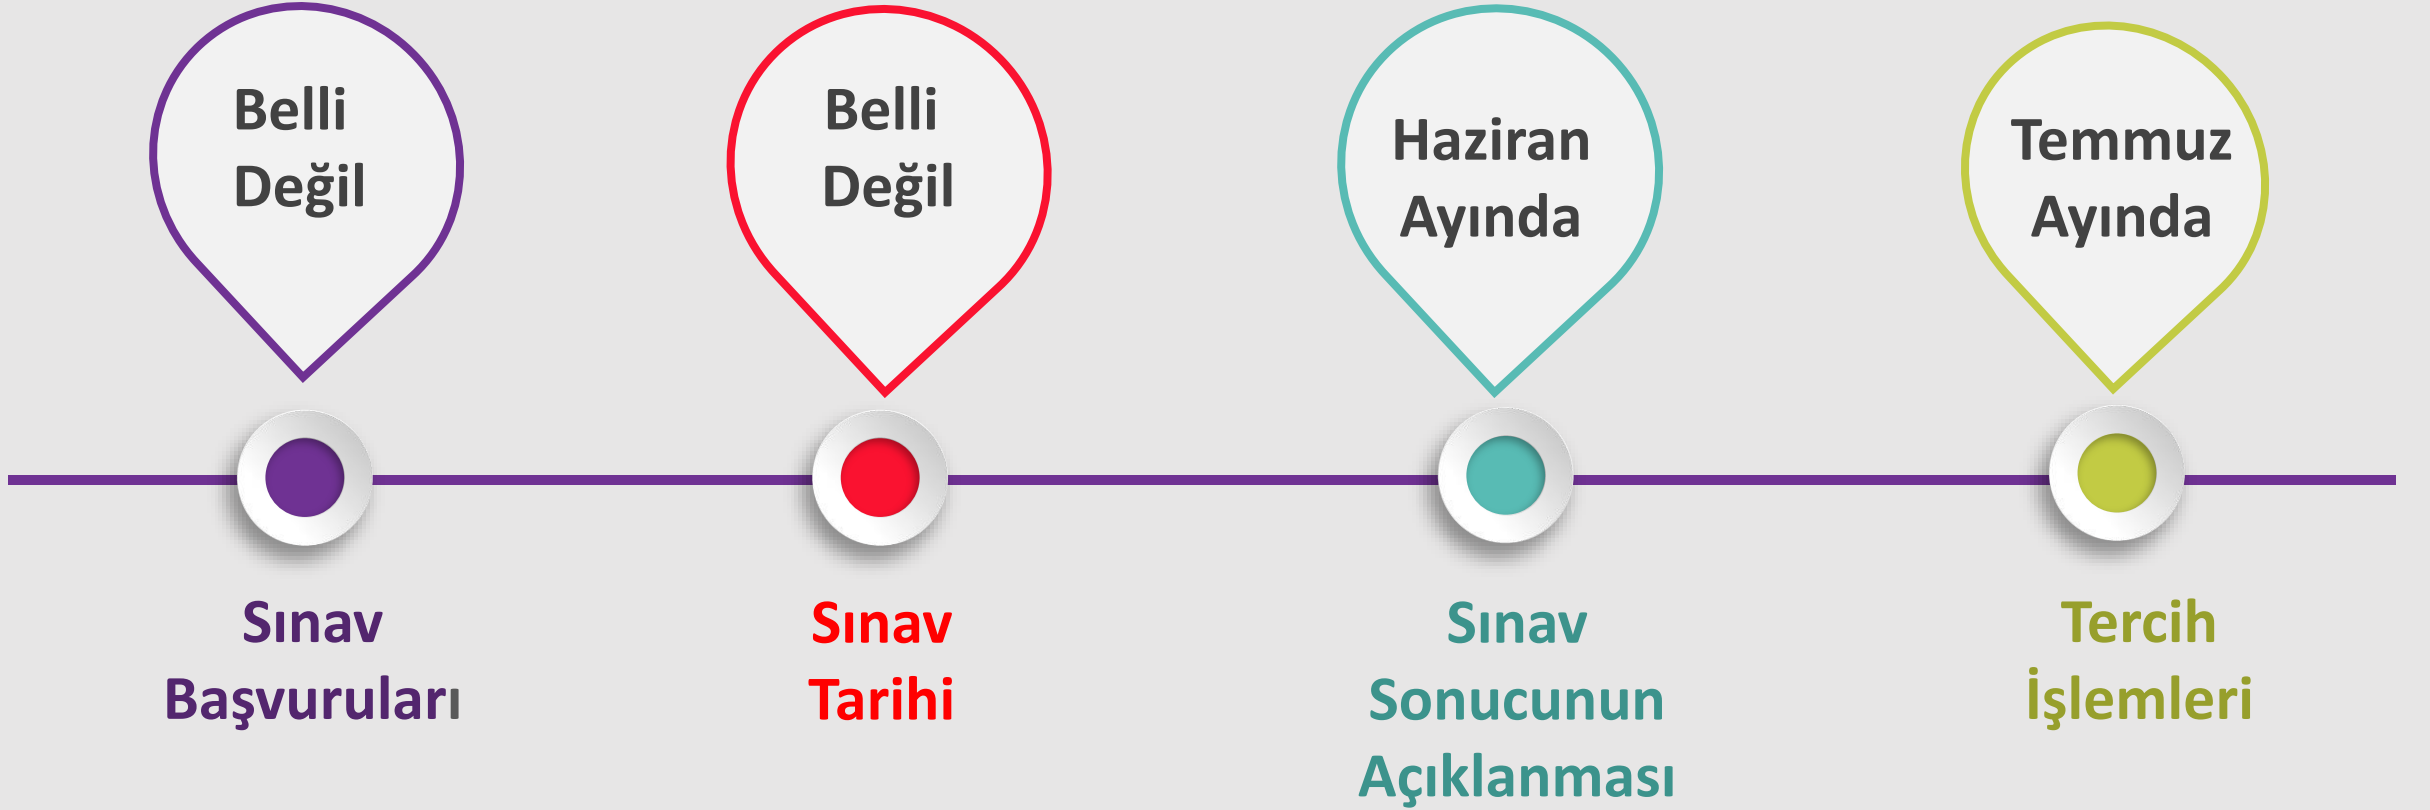 Belli
Değil
Belli
Değil
Haziran
Ayında
Temmuz
Ayında
Sınav
Başvuruları
Sınav
Tarihi
Sınav
Sonucunun
Açıklanması
Tercih
İşlemleri